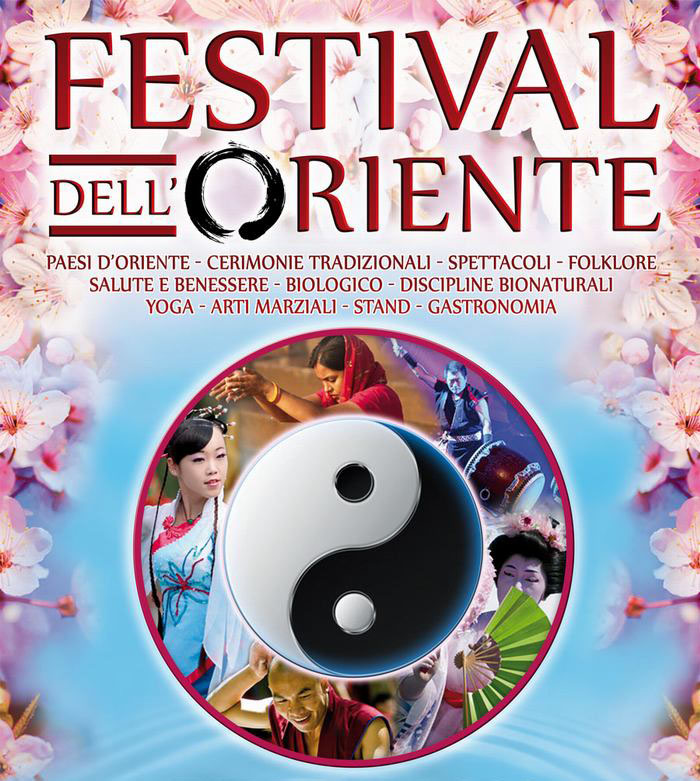 FESTIVAL
DELL'ORIENTE
PAESI D'ORIENTE - CERIMONIE TRADIZIONALI - SPETTACOLI - FOLKLORE
SALUTE E BENESSERE - BIOLOGICO - DISCIPLINE BIONATURALI
YOGA - ARTI MARZIALI - STAND - GASTRONOMIA